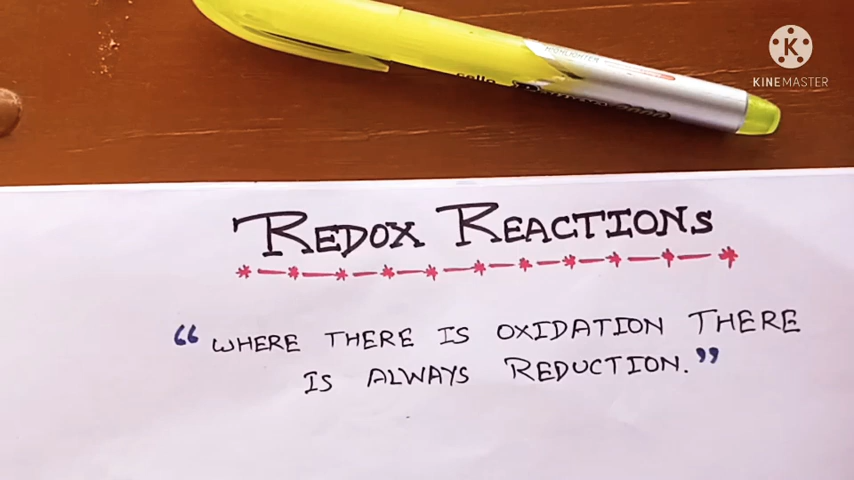 KINEMASTER
REDOX REACTIONS
“WHERE THERE IS OXIDATION THERE
IS ALWAYS REDUCTION.”